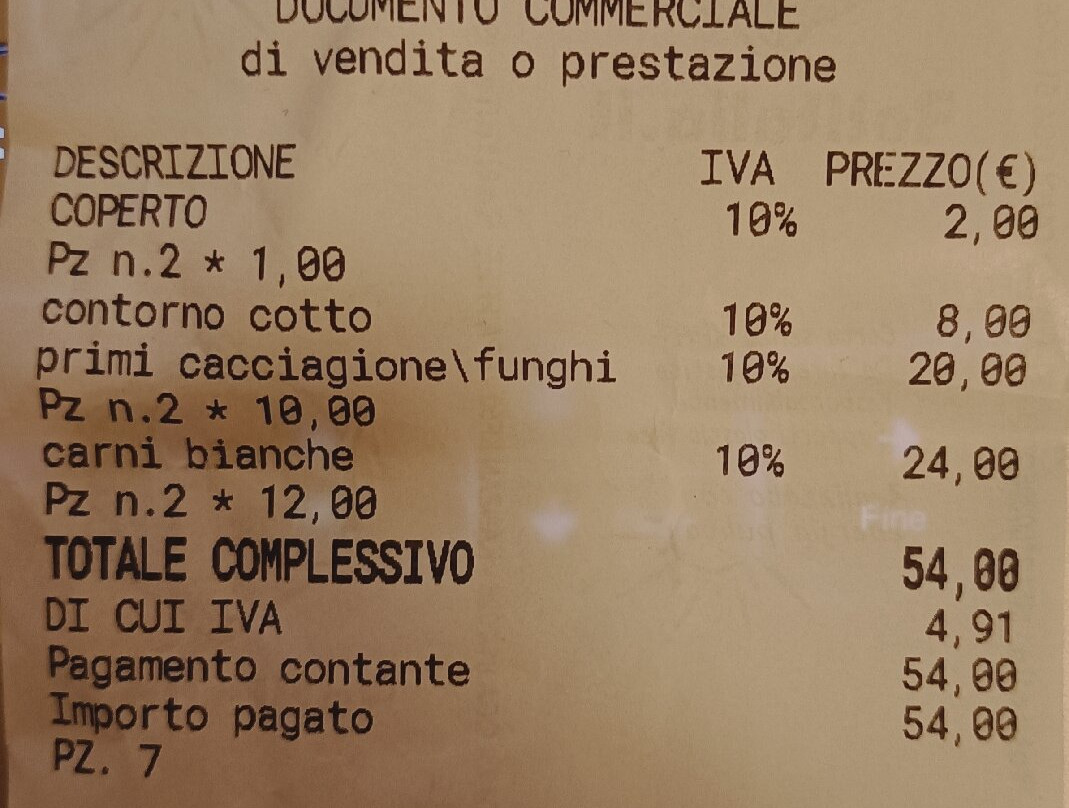 DOCUMENTO COMMERCIALE
di vendita o prestazione
DESCRIZIONE IVA PREZZO(€)
COPERTO 10% 2,00
Pz n.2 * 1,00
contorno cotto 10% 8,00
primi cacciagione\funghi 10% 20,00
Pz n.2 * 10,00
carni bianche 10% 24,00
Pz n.2 * 12,00
Fine
TOTALE COMPLESSIVO 54,00
DI CUI IVA 4,91
Pagamento contante 54,00
Importo pagato 54,00
PZ. 7